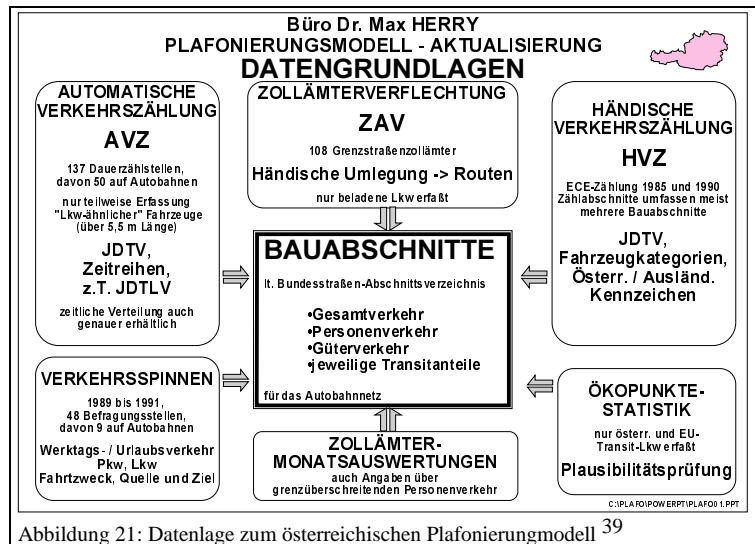 Büro Dr. Max HERRY
PLAFONIERUNGSMODELL - AKTUALISIERUNG
DATENGRUNDLAGEN
AUTOMATISCHE
VERKEHRSZÄHLUNG
AVZ
137 Dauerzählstellen,
davon 50 auf Autobahnen
nur teilweise Erfassung
"Lkw-ähnlicher" Fahrzeuge
(über 5,5 m Länge)
JDTV,
Zeitreihen,
z.T. JDTLV
zeitliche Verteilung auch
genauer erhältlich
ZOLLÄMTERVERFLECHTUNG
ZAV
108 Grenzstraßenzollämter
Händische Umlegung -> Routen
nur beladene Lkw erfaßt
HÄNDISCHE
VERKEHRSZÄHLUNG
HVZ
ECE-Zählung 1985 und 1990
Zählabschnitte umfassen meist
mehrere Bauabschnitte
JDTV,
Fahrzeugkategorien,
Österr. / Ausländ.
Kennzeichen
BAUABSCHNITTE
lt. Bundesstraßen-Abschnittsverzeichnis
•Gesamtverkehr
•Personenverkehr
•Güterverkehr
•jeweilige Transitanteile
für das Autobahnnetz
VERKEHRSSPINNEN
1989 bis 1991,
48 Befragungsstellen,
davon 9 auf Autobahnen
Werktags- / Urlaubsverkehr
Pkw, Lkw
Fahrtzweck, Quelle und Ziel
ZOLLÄMTER-
MONATSAUSWERTUNGEN
auch Angaben über
grenzüberschreitenden Personenverkehr
ÖKOPUNKTE-
STATISTIK
nur österr. und EU-
Transit-Lkw erfaßt
Plausibilitätsprüfung
C:\PLAFO\POWERPT\PLAFO01.PPT
Abbildung 21: Datenlage zum österreichischen Plafonierungmodell 39